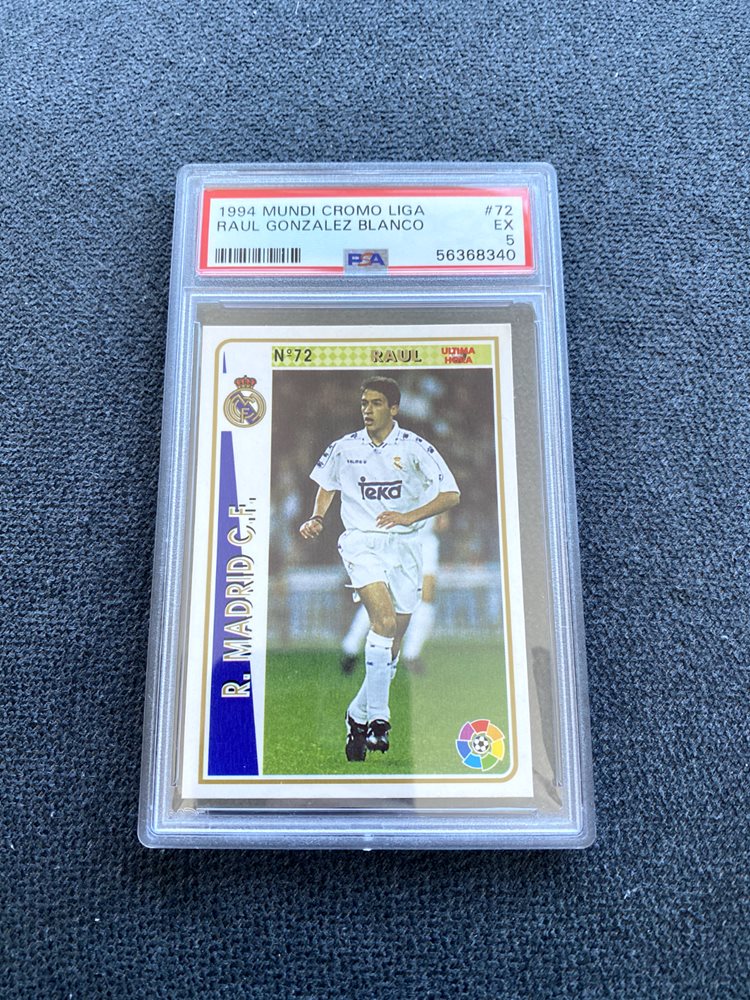 1994 MUNDI CROMO LIGA #72
RAUL GONZALEZ BLANCO EX
5
PSA 56368340
Nº72 RAUL ULTIMA
HORA
R. MADRID C.F.
Teka